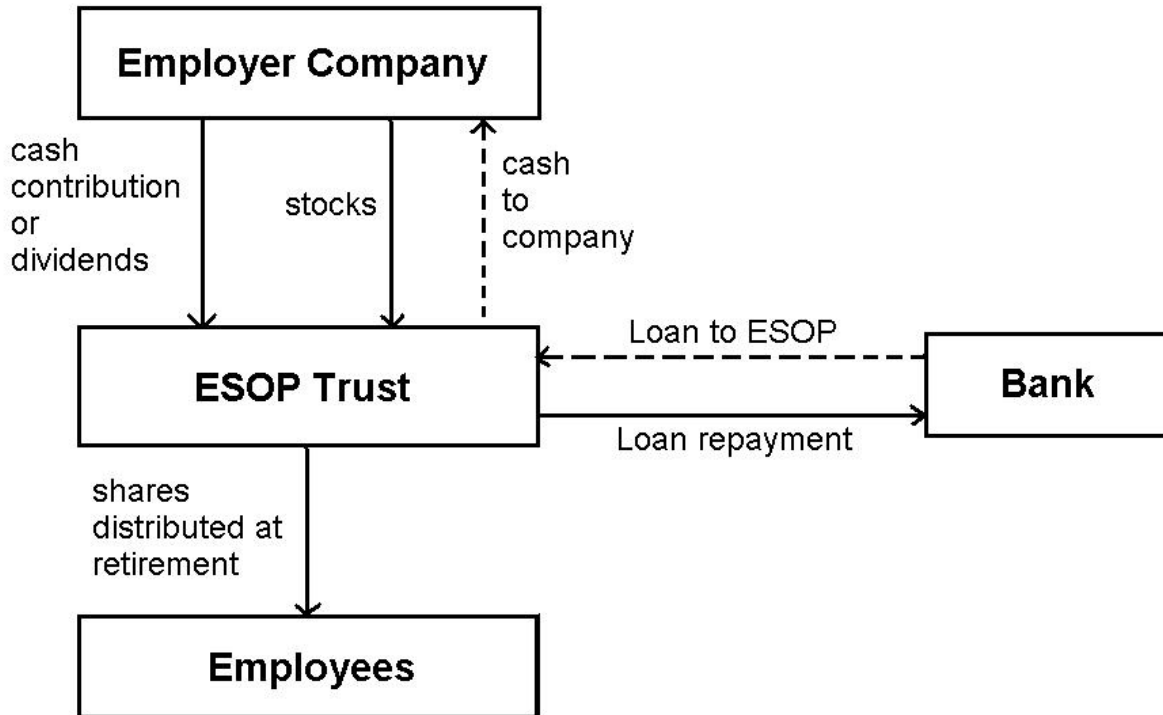 Employer Company
cash
contribution
or
dividends
stocks
cash
to
company
ESOP Trust
Loan to ESOP
Loan repayment
Bank
shares
distributed at
retirement
Employees